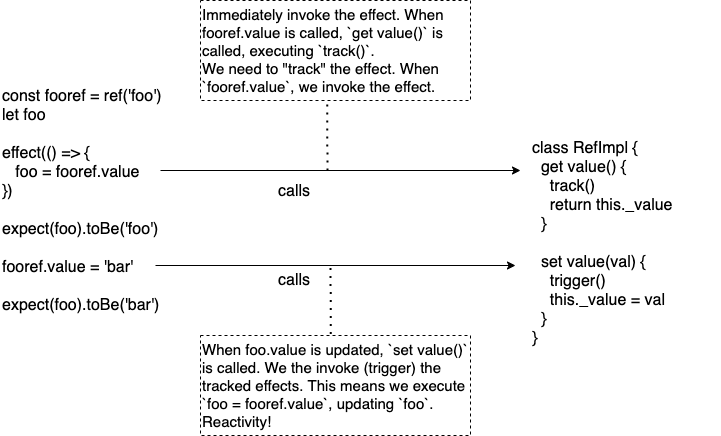 Immediately invoke the effect. When
fooref.value is called, `get value()` is
called, executing `track()`.
We need to "track" the effect. When
`fooref.value`, we invoke the effect.
const fooref = ref('foo')
let foo
effect(() => {
foo = fooref.value
})
expect(foo).toBe('foo')
fooref.value = 'bar'
expect(foo).toBe('bar')
calls
calls
class RefImpl {
get value() {
track()
return this._value
}
set value(val) {
trigger()
this._value = val
}
}
When foo.value is updated, `set value()`
is called. We the invoke (trigger) the
tracked effects. This means we execute
`foo = fooref.value`, updating `foo`.
Reactivity!